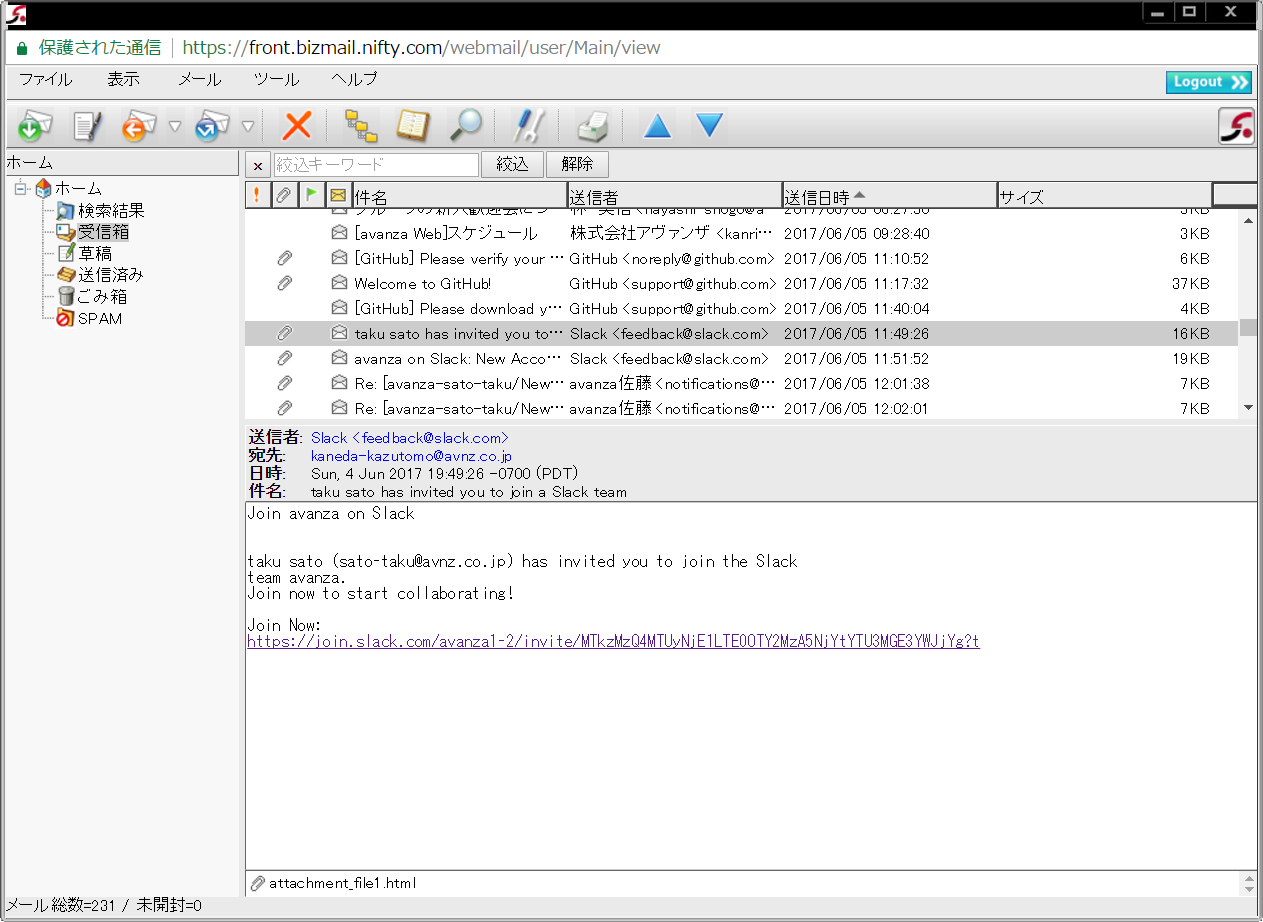 保護された通信 https://front.bizmail.nifty.com/webmail/user/Main/view
ファイル 表示 メール ツール ヘルプ Logout
ホーム
× 絞込キーワード 絞込 解除
ホーム
検索結果
受信箱
草稿
送信済み
ごみ箱
SPAM
件名 送信者 送信日時 サイズ
[avanza Web]スケジュール 株式会社アヴァンザ <kanri… 2017/06/05 09:28:40 3KB
[GitHub] Please verify your … GitHub <noreply@github.com> 2017/06/05 11:10:52 6KB
Welcome to GitHub! GitHub <support@github.com> 2017/06/05 11:17:32 37KB
[GitHub] Please download y… GitHub <support@github.com> 2017/06/05 11:40:04 4KB
taku sato has invited you to… Slack <feedback@slack.com> 2017/06/05 11:49:26 16KB
avanza on Slack: New Acco… Slack <feedback@slack.com> 2017/06/05 11:51:52 19KB
Re: [avanza-sato-taku/New… avanza佐藤 <notifications@… 2017/06/05 12:01:38 7KB
Re: [avanza-sato-taku/New… avanza佐藤 <notifications@… 2017/06/05 12:02:01 7KB
送信者: Slack <feedback@slack.com>
宛先: kaneda-kazutomo@avnz.co.jp
日時: Sun, 4 Jun 2017 19:49:26 -0700 (PDT)
件名: taku sato has invited you to join a Slack team
Join avanza on Slack
taku sato (sato-taku@avnz.co.jp) has invited you to join the Slack
team avanza.
Join now to start collaborating!
Join Now:
https://join.slack.com/avanza1-2/invite/MTkzMzQ4MTUyNjE1LTE0OTY2MzA5NjYtYTU3MGE3YWJjYg?t
attachment_file1.html
メール総数=231 / 未開封=0